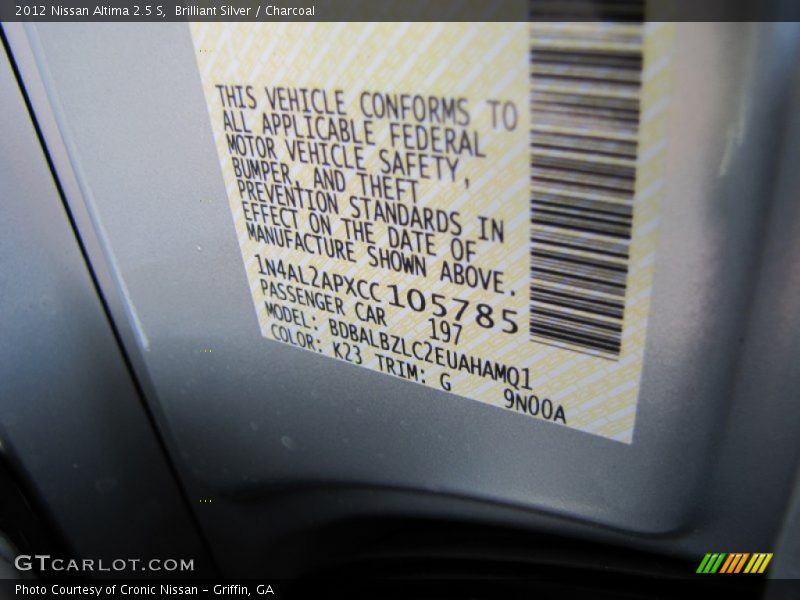 2012 Nissan Altima 2.5 S,  Brilliant Silver / Charcoal
THIS VEHICLE CONFORMS TO
ALL APPLICABLE FEDERAL
MOTOR VEHICLE SAFETY,
BUMPER, AND THEFT
PREVENTION STANDARDS IN
EFFECT ON THE DATE OF
MANUFACTURE SHOWN ABOVE.
1N4AL2APXCC105785
PASSENGER CAR 197
MODEL: BDBALBZLC2EUAHAMQ1
COLOR: K23 TRIM: G 9N00A
GTCARLOT.COM
Photo Courtesy of Cronic Nissan – Griffin, GA